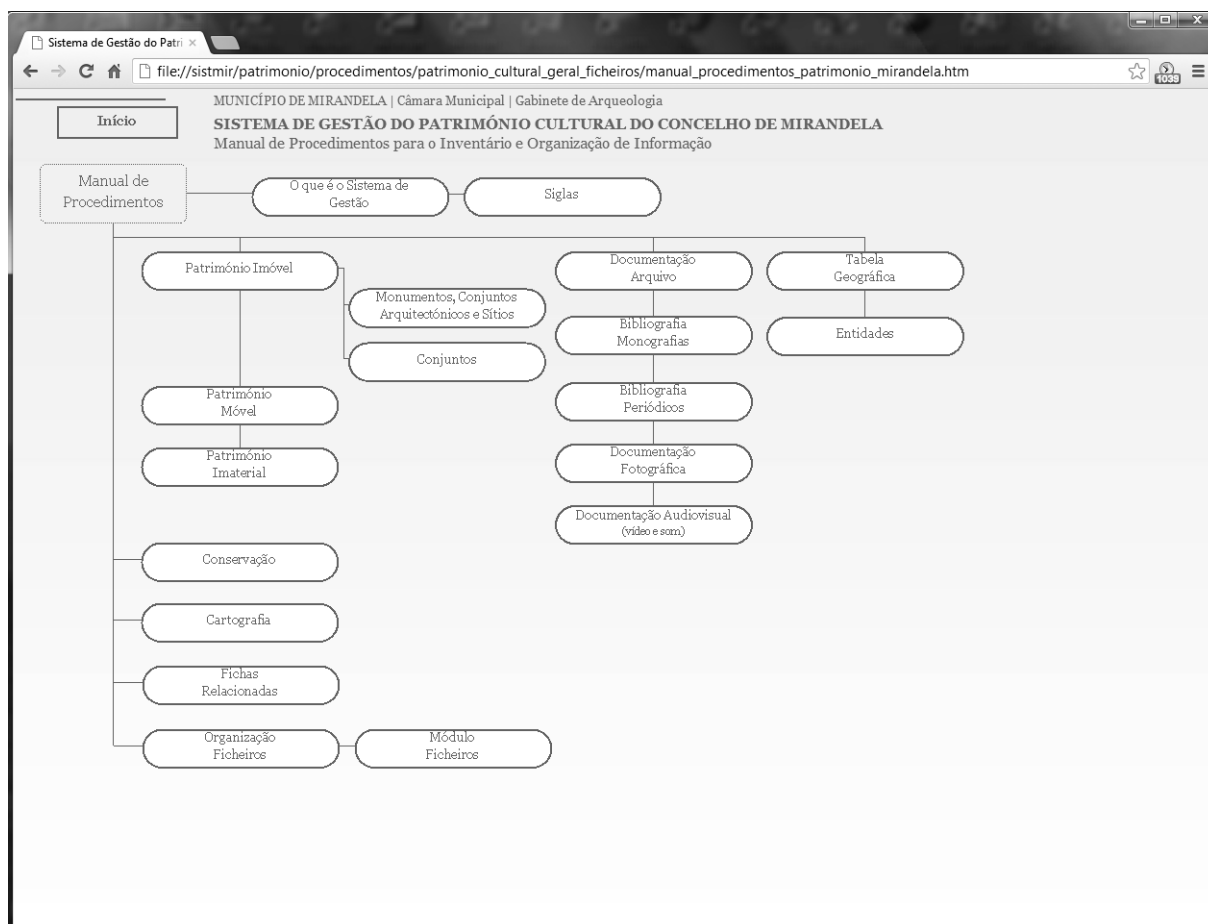 Sistema de Gestão do Patri
file://sistmir/patrimonio/procedimentos/patrimonio_cultural_geral_ficheiros/manual_procedimentos_patrimonio_mirandela.htm
1039
MUNICÍPIO DE MIRANDELA | Câmara Municipal | Gabinete de Arqueologia
Início
SISTEMA DE GESTÃO DO PATRIMÓNIO CULTURAL DO CONCELHO DE MIRANDELA
Manual de Procedimentos para o Inventário e Organização de Informação
Manual de
Procedimentos
O que é o Sistema de
Gestão
Siglas
Património Imóvel
Monumentos, Conjuntos
Arquitectónicos e Sítios
Conjuntos
Património
Móvel
Património
Imaterial
Documentação
Arquivo
Bibliografia
Monografias
Bibliografia
Periódicos
Documentação
Fotográfica
Documentação Audiovisual
(vídeo e som)
Tabela
Geográfica
Entidades
Conservação
Cartografia
Fichas
Relacionadas
Organização
Ficheiros
Módulo
Ficheiros